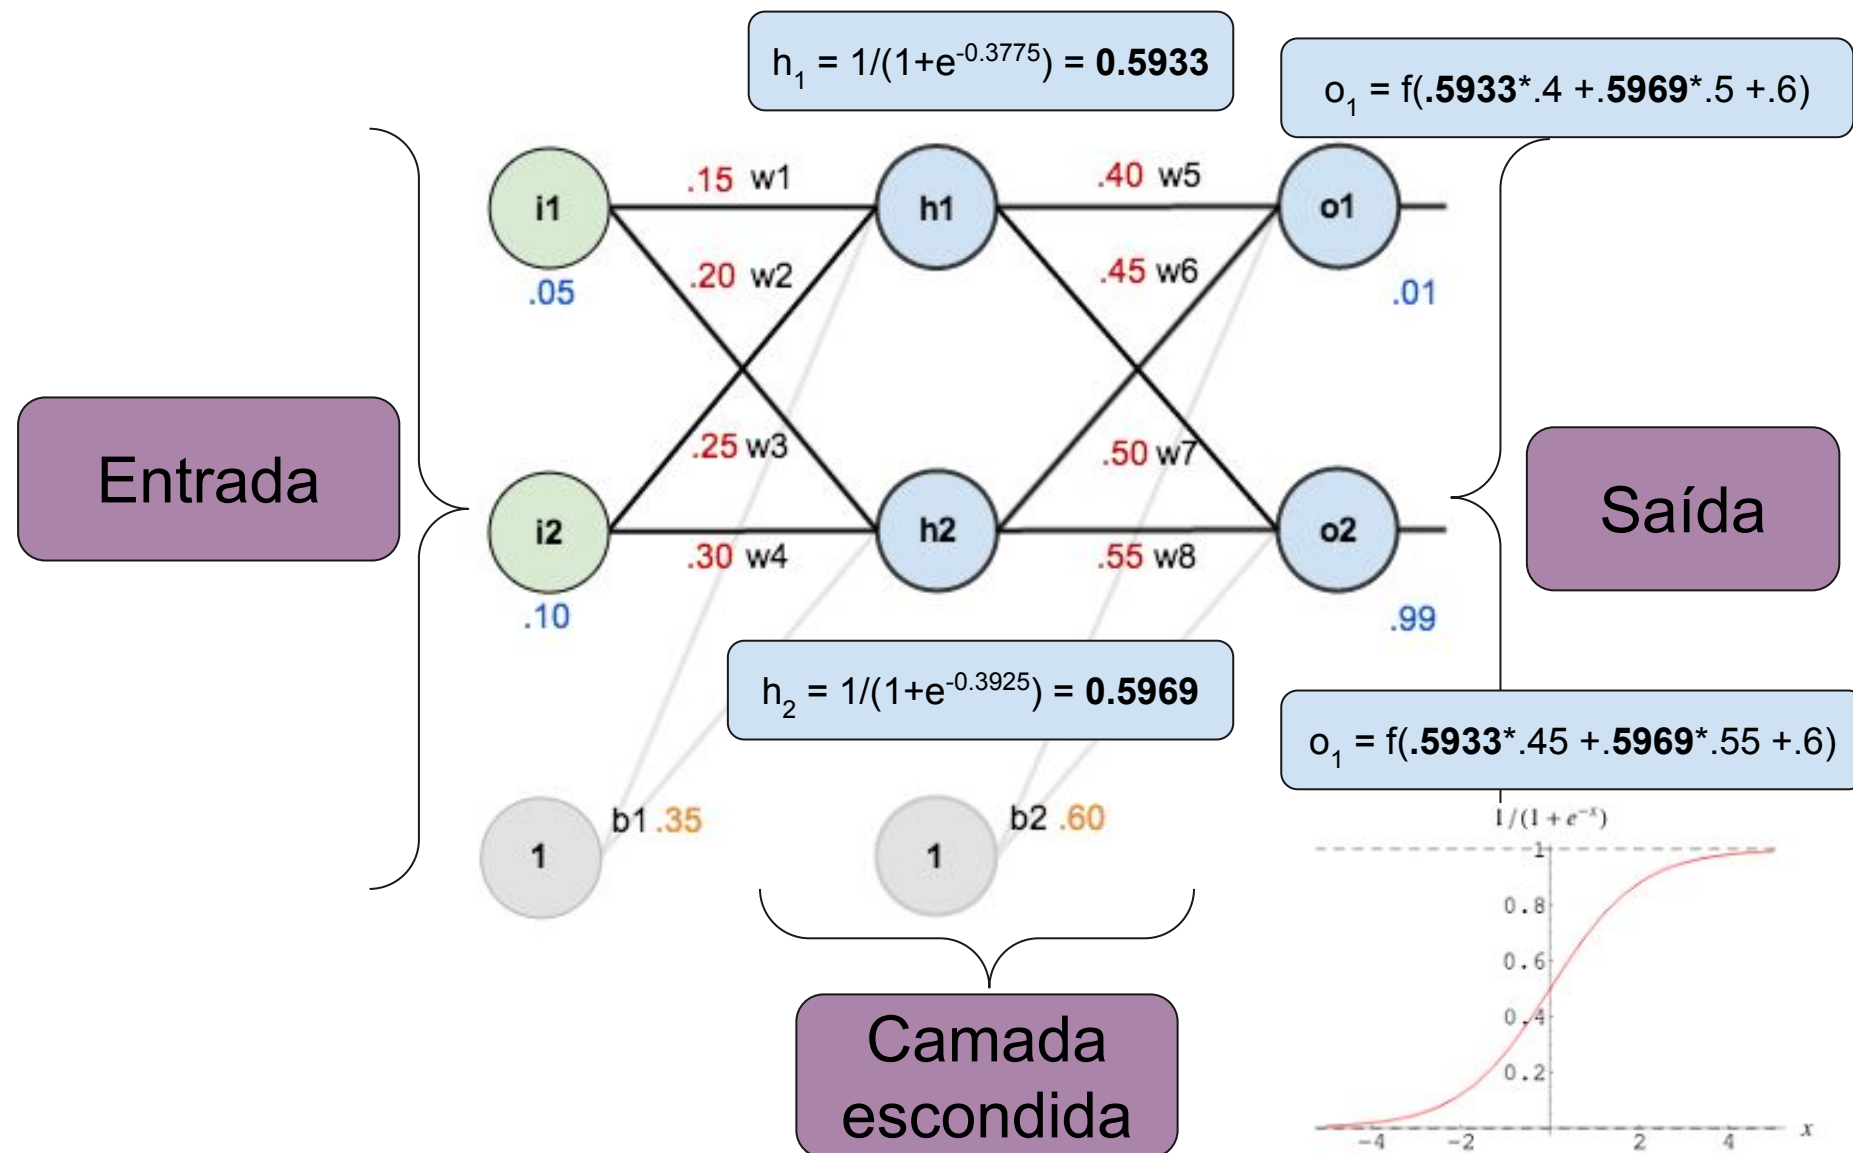 h1 = 1/(1+e-0.3775) = 0.5933
o1 = f(.5933*.4 +.5969*.5 +.6)
i1
.15 w1
h1
.40 w5
o1
.20 w2
.45 w6
.05
.01
Entrada
.25 w3
.50 w7
Saída
i2
.30 w4
h2
.55 w8
o2
.10
.99
h2 = 1/(1+e-0.3925) = 0.5969
o1 = f(.5933*.45 +.5969*.55 +.6)
1
b1 .35
1
b2 .60
1/(1 + e-x)
1
0.8
0.6
0.4
0.2
-4 -2 2 4 x
Camada
escondida